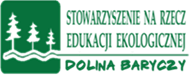 STOWARZYSZENIE NA RZECZ
EDUKACJI EKOLOGICZNEJ
DOLINA BARYCZY